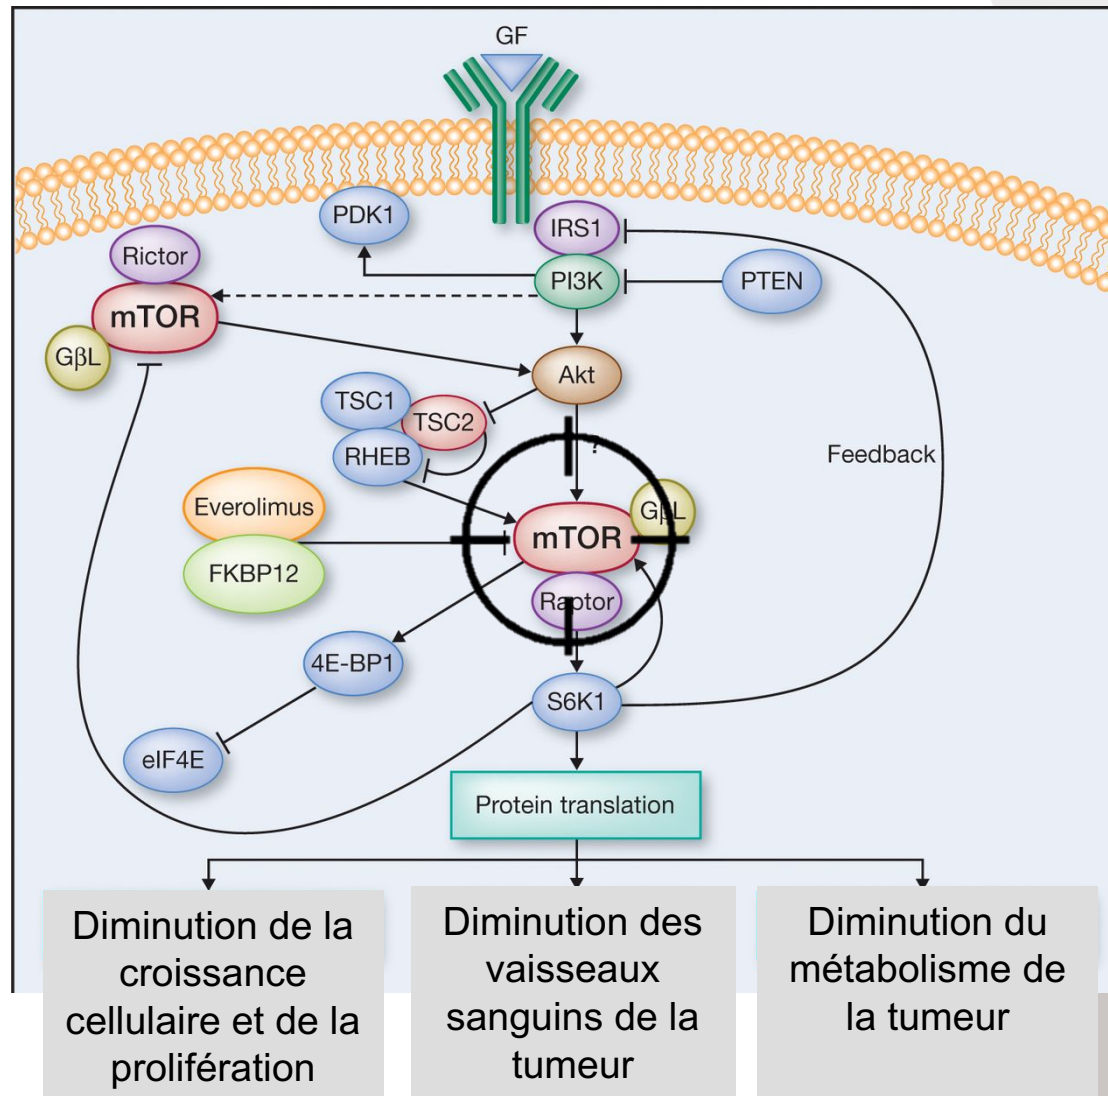 GF
PDK1
IRS1
Rictor
PI3K
PTEN
mTOR
GβL
Akt
TSC1
TSC2
?
RHEB
Feedback
Everolimus
GβL
mTOR
FKBP12
Raptor
4E-BP1
S6K1
eIF4E
Protein translation
Diminution de la
croissance
cellulaire et de la
prolifération
Diminution des
vaisseaux
sanguins de la
tumeur
Diminution du
métabolisme de
la tumeur